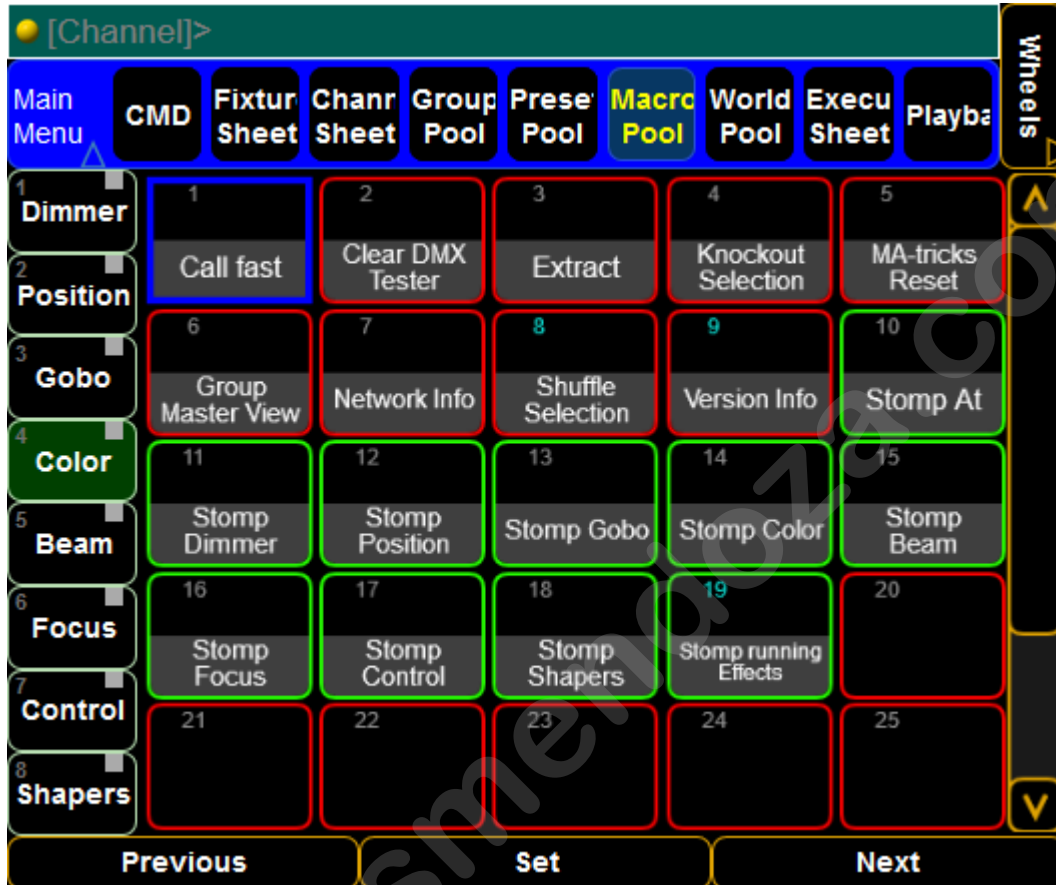 [Channel]>
Wheels
Main
Menu
CMD
Fixtur
Sheet
Chanr
Sheet
Group
Pool
Prese
Pool
Macro
Pool
World
Pool
Execu
Sheet
Playba
1
Dimmer
2
Position
3
Gobo
4
Color
5
Beam
6
Focus
7
Control
8
Shapers
1
Call fast
2
Clear DMX
Tester
3
Extract
4
Knockout
Selection
5
MA-tricks
Reset
6
Group
Master View
7
Network Info
8
Shuffle
Selection
9
Version Info
10
Stomp At
11
Stomp
Dimmer
12
Stomp
Position
13
Stomp Gobo
14
Stomp Color
15
Stomp
Beam
16
Stomp
Focus
17
Stomp
Control
18
Stomp
Shapers
19
Stomp running
Effects
20
21
22
23
24
25
Previous
Set
Next
smendoza.co